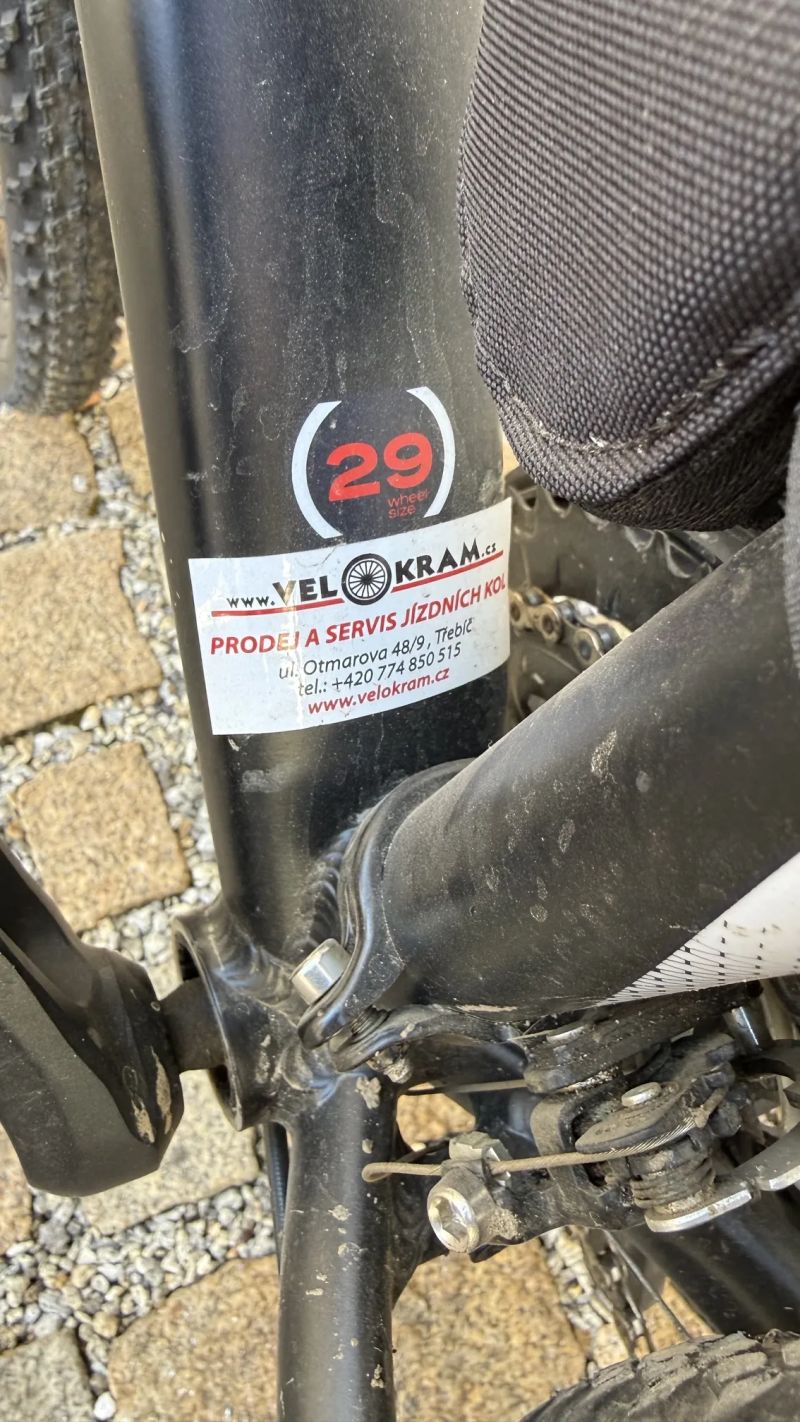 29
wheel
size
www.VELOKRAM.cz
PRODEJ A SERVIS JÍZDNÍCH KOL
ul. Otmarova 48/9, Třebíč
tel.: +420 774 850 515
www.velokram.cz